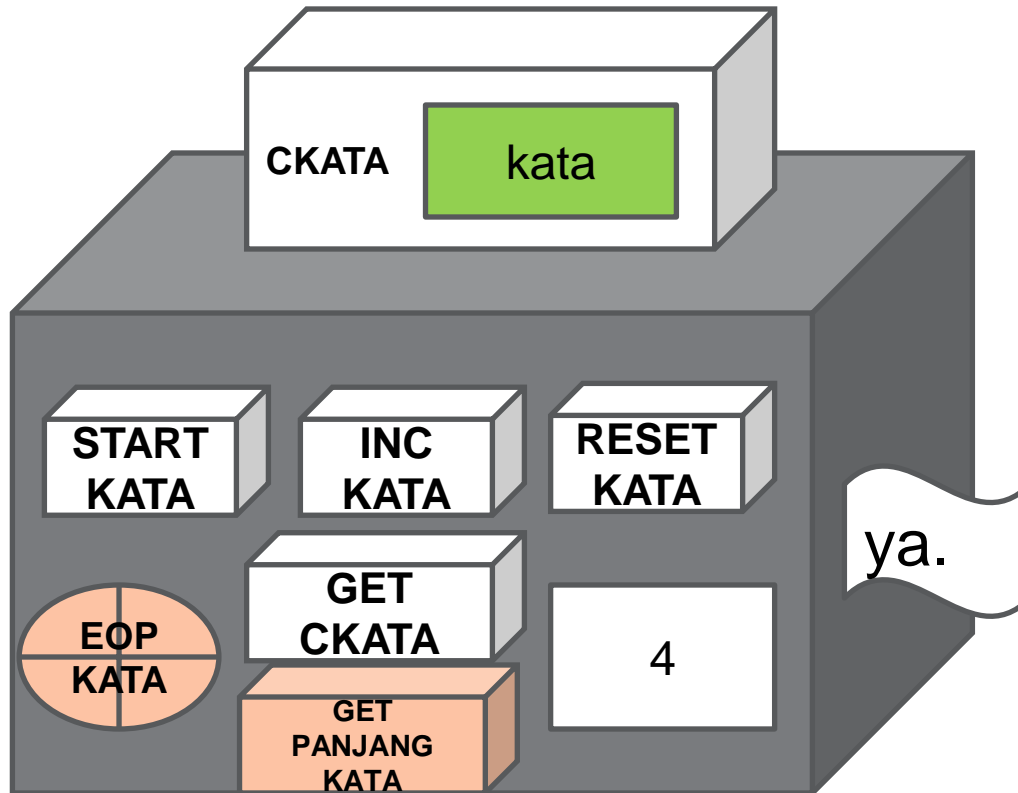 CKATA
kata
START
KATA
INC
KATA
RESET
KATA
ya.
GET
CKATA
EOP
KATA
4
GET
PANJANG
KATA